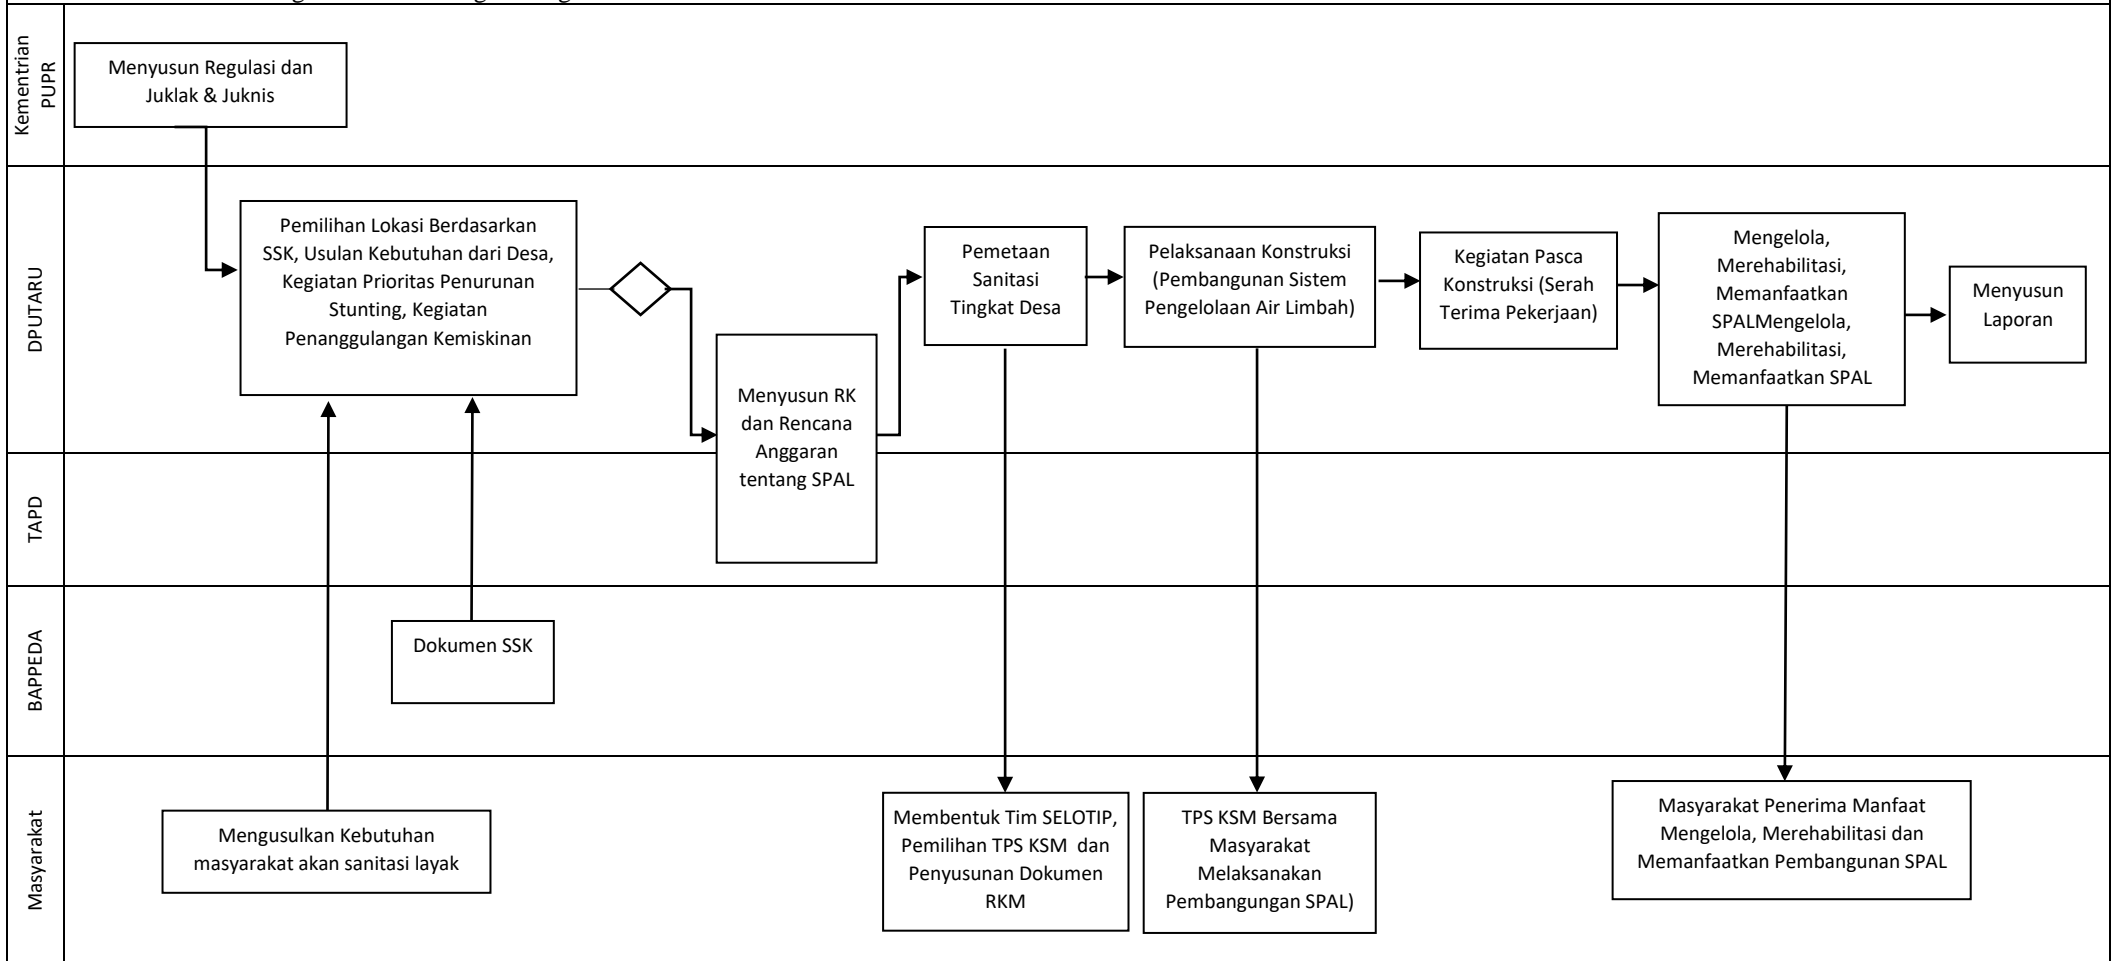 Kementrian
PUPR
Menyusun Regulasi dan
Juklak & Juknis
DPUTARU
Pemilihan Lokasi Berdasarkan
SSK, Usulan Kebutuhan dari Desa,
Kegiatan Prioritas Penurunan
Stunting, Kegiatan
Penanggulangan Kemiskinan
Menyusun RK
dan Rencana
Anggaran
tentang SPAL
Pemetaan
Sanitasi
Tingkat Desa
Pelaksanaan Konstruksi
(Pembangunan Sistem
Pengelolaan Air Limbah)
Kegiatan Pasca
Konstruksi (Serah
Terima Pekerjaan)
Mengelola,
Merehabilitasi,
Memanfaatkan
SPALMengelola,
Merehabilitasi,
Memanfaatkan SPAL
Menyusun
Laporan
TAPD
BAPPEDA
Dokumen SSK
Masyarakat
Mengusulkan Kebutuhan
masyarakat akan sanitasi layak
Membentuk Tim SELOTIP,
Pemilihan TPS KSM dan
Penyusunan Dokumen
RKM
TPS KSM Bersama
Masyarakat
Melaksanakan
Pembangungan SPAL)
Masyarakat Penerima Manfaat
Mengelola, Merehabilitasi dan
Memanfaatkan Pembangunan SPAL